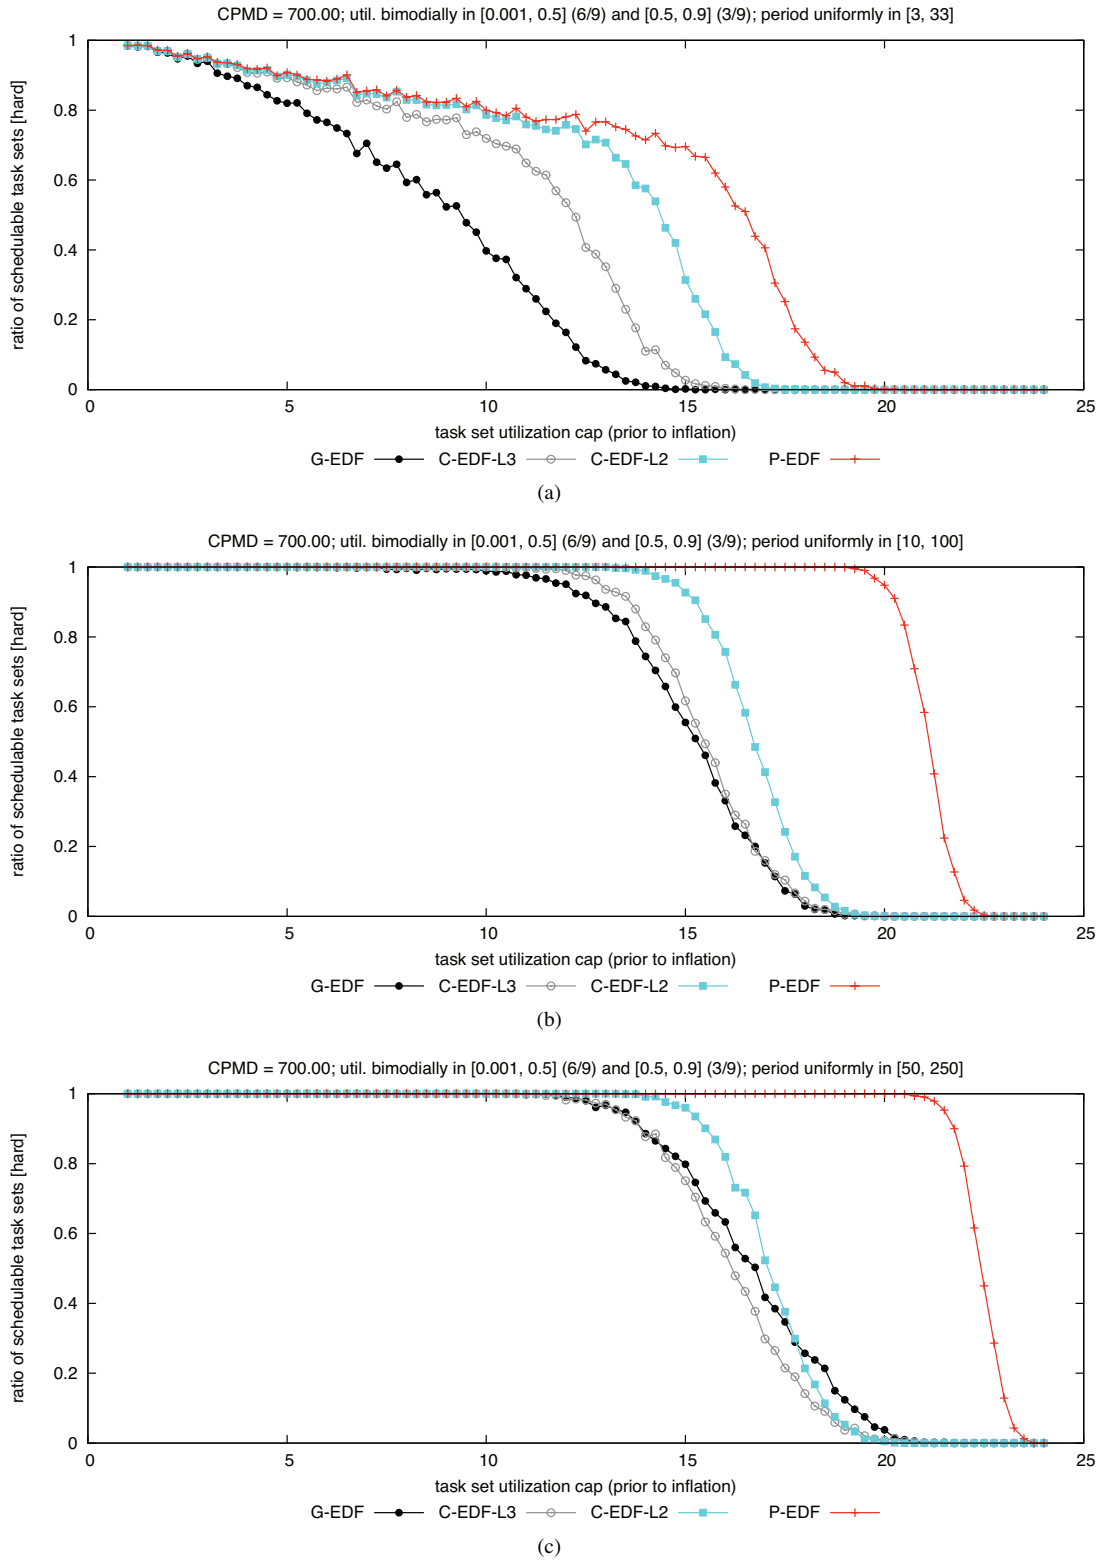 CPMD = 700.00; util. bimodially in [0.001, 0.5] (6/9) and [0.5, 0.9] (3/9); period uniformly in [3, 33]
ratio of schedulable task sets [hard]
1
0.8
0.6
0.4
0.2
0
0 5 10 15 20 25
task set utilization cap (prior to inflation)
G-EDF C-EDF-L3 C-EDF-L2 P-EDF
(a)
CPMD = 700.00; util. bimodially in [0.001, 0.5] (6/9) and [0.5, 0.9] (3/9); period uniformly in [10, 100]
ratio of schedulable task sets [hard]
1
0.8
0.6
0.4
0.2
0
0 5 10 15 20 25
task set utilization cap (prior to inflation)
G-EDF C-EDF-L3 C-EDF-L2 P-EDF
(b)
CPMD = 700.00; util. bimodially in [0.001, 0.5] (6/9) and [0.5, 0.9] (3/9); period uniformly in [50, 250]
ratio of schedulable task sets [hard]
1
0.8
0.6
0.4
0.2
0
0 5 10 15 20 25
task set utilization cap (prior to inflation)
G-EDF C-EDF-L3 C-EDF-L2 P-EDF
(c)